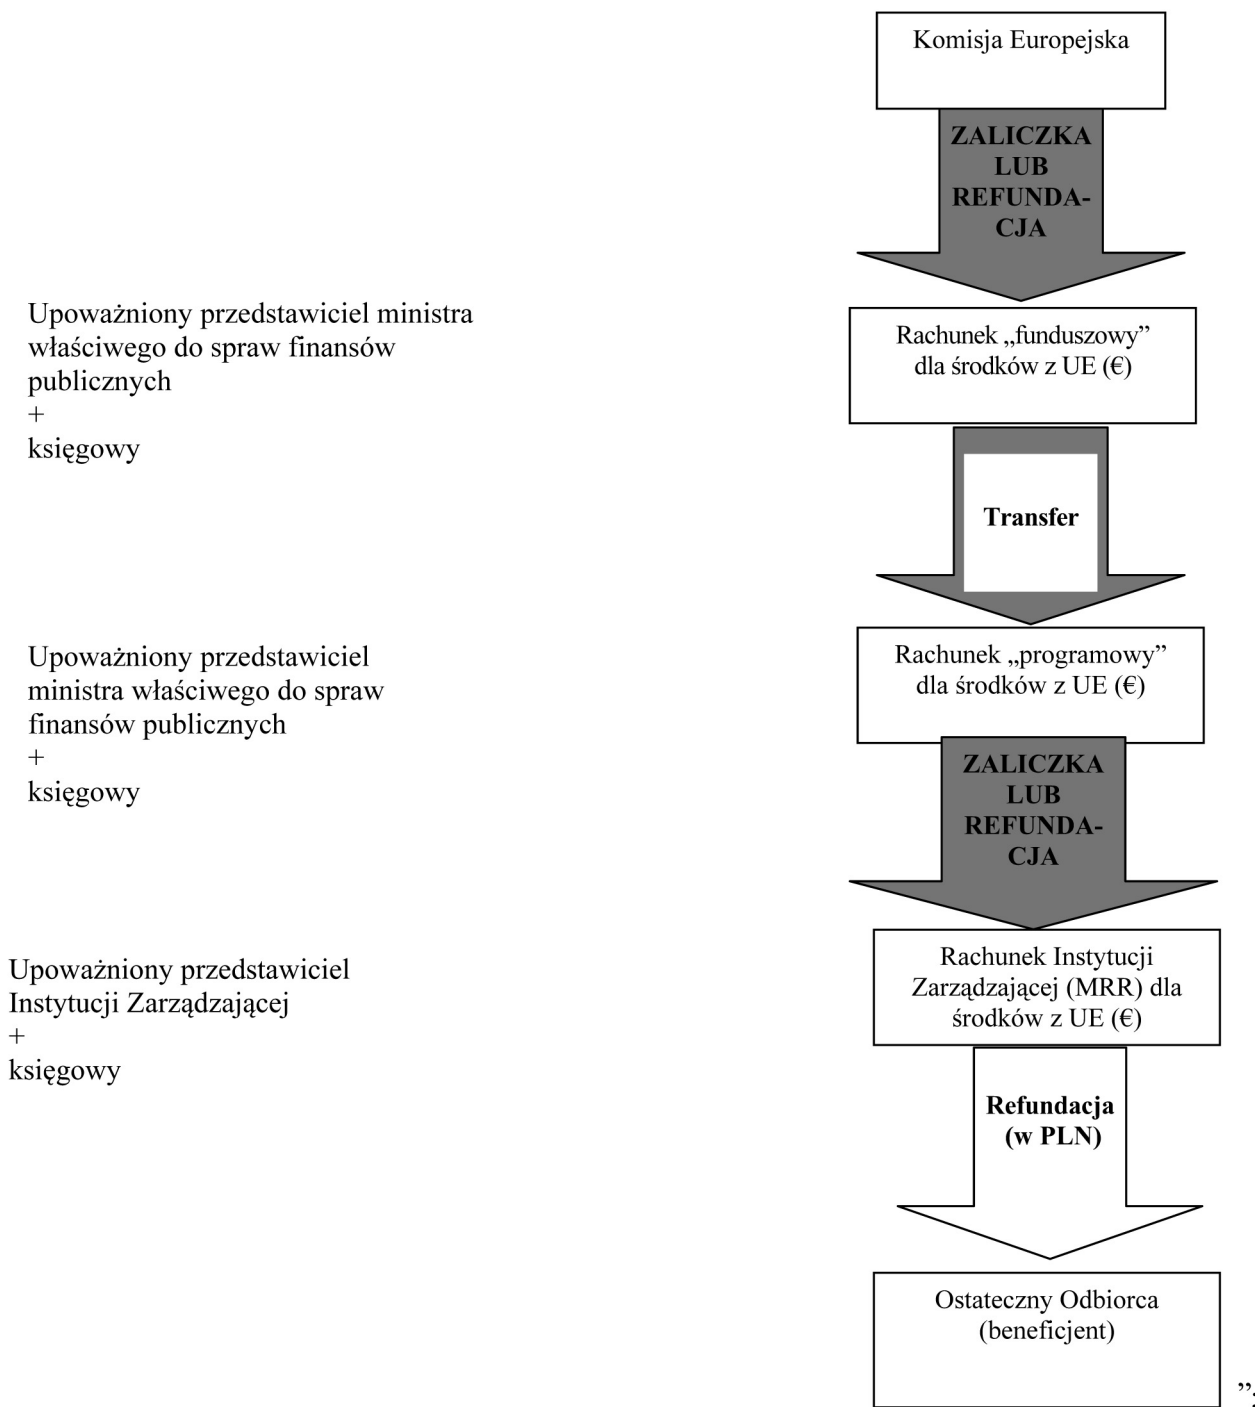 Komisja Europejska
ZALICZKA
LUB
REFUNDA-
CJA
Upoważniony przedstawiciel ministra
właściwego do spraw finansów
publicznych
+
księgowy
Rachunek „funduszowy”
dla środków z UE (€)
Transfer
Upoważniony przedstawiciel
ministra właściwego do spraw
finansów publicznych
+
księgowy
Rachunek „programowy”
dla środków z UE (€)
ZALICZKA
LUB
REFUNDA-
CJA
Upoważniony przedstawiciel
Instytucji Zarządzającej
+
księgowy
Rachunek Instytucji
Zarządzającej (MRR) dla
środków z UE (€)
Refundacja
(w PLN)
Ostateczny Odbiorca
(beneficjent)
”;